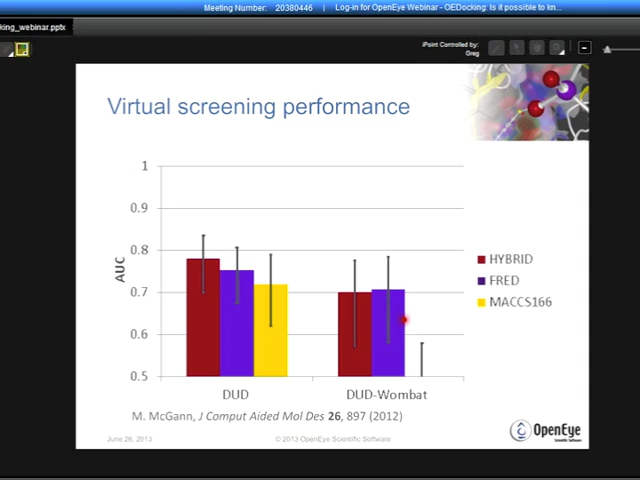 Meeting Number: 20380446 | Log-in for OpenEye Webinar - OEDocking: Is it possible to kn...
king_webinar.pptx
iPoint Controlled by:
Greg
Virtual screening performance
1
0.9
0.8
0.7
0.6
0.5
AUC
DUD
DUD-Wombat
HYBRID
FRED
MACCS166
M. McGann, J Comput Aided Mol Des 26, 897 (2012)
June 26, 2013
© 2013 OpenEye Scientific Software
OpenEye
Scientific Software